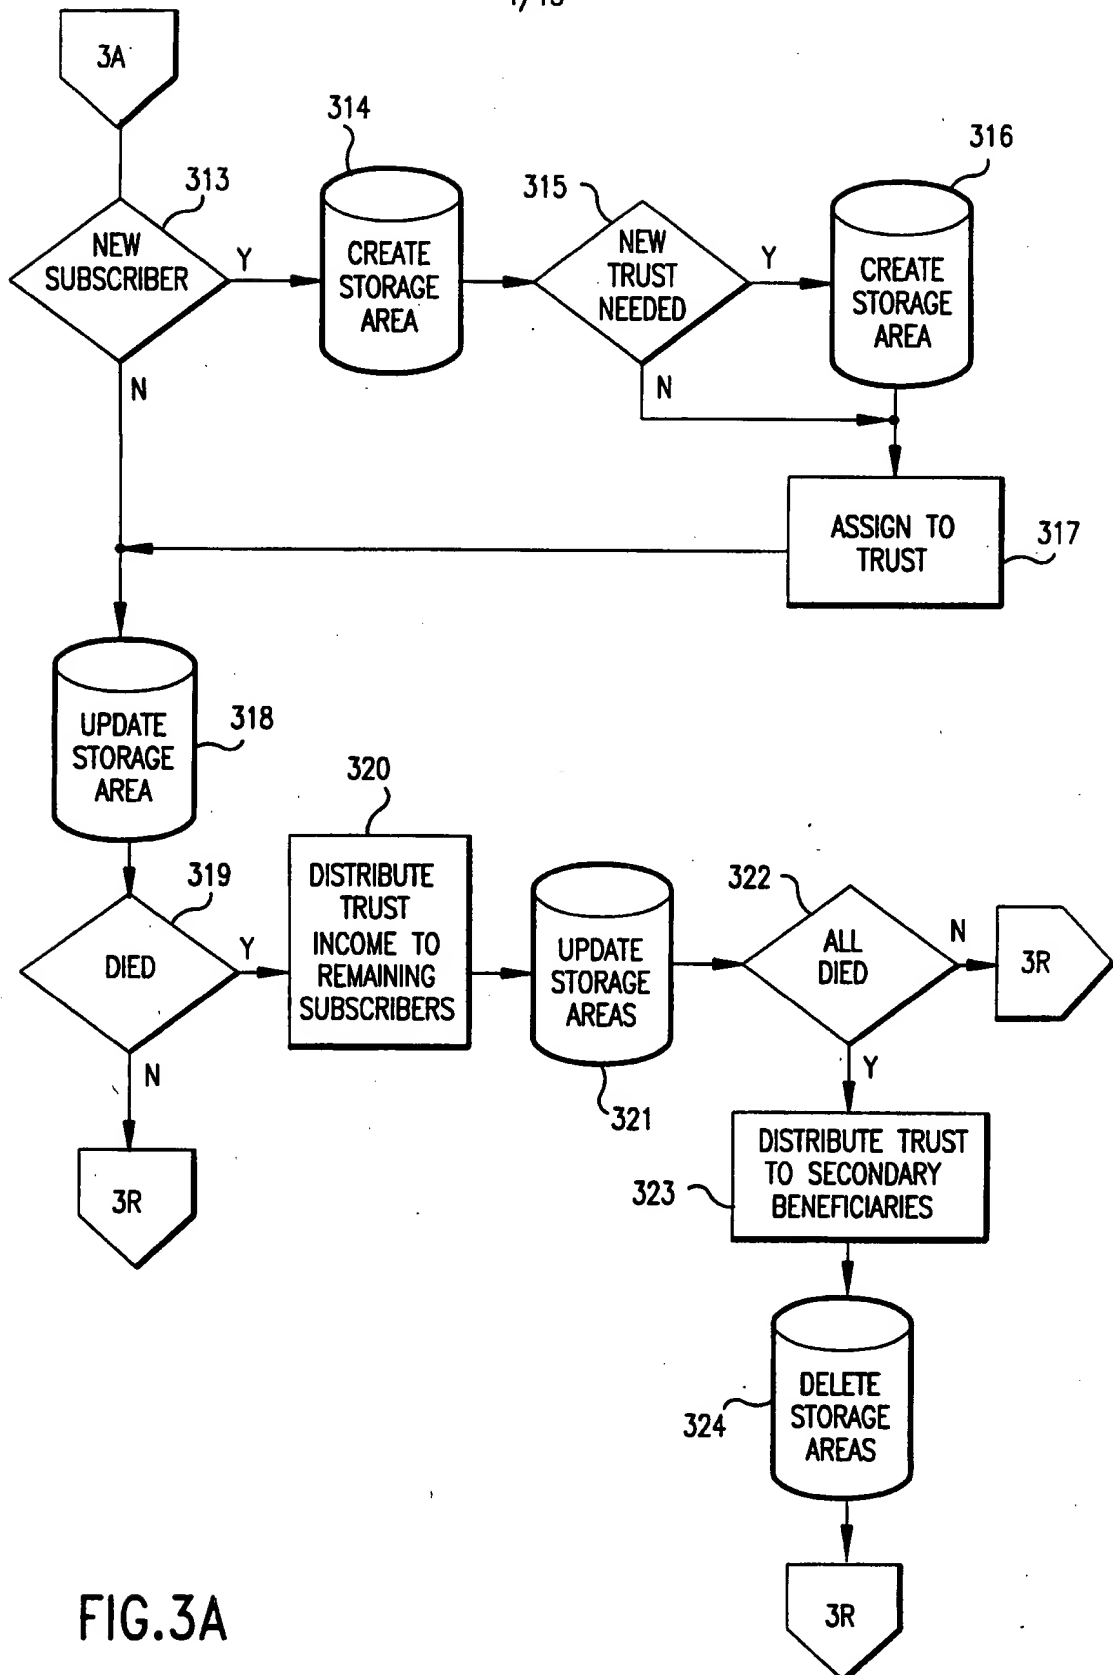 3A
313
NEW
SUBSCRIBER
Y
N
314
CREATE
STORAGE
AREA
315
NEW
TRUST
NEEDED
Y
N
316
CREATE
STORAGE
AREA
ASSIGN TO
TRUST
317
UPDATE
STORAGE
AREA
318
319
DIED
Y
N
3R
320
DISTRIBUTE
TRUST
INCOME TO
REMAINING
SUBSCRIBERS
UPDATE
STORAGE
AREAS
321
322
ALL
DIED
N
3R
Y
DISTRIBUTE TRUST
TO SECONDARY
BENEFICIARIES
323
DELETE
STORAGE
AREAS
324
3R
FIG.3A